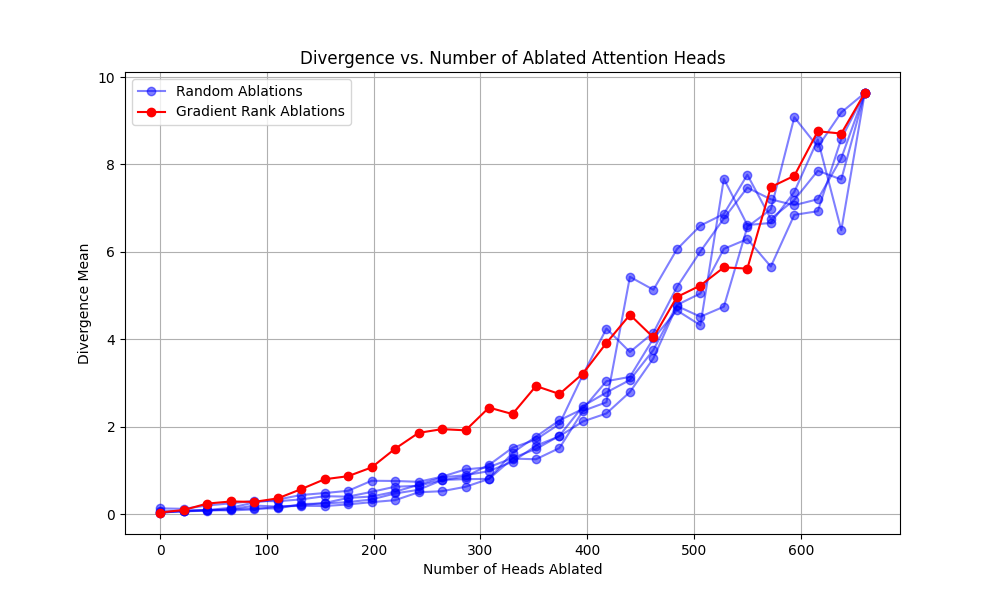 Divergence vs. Number of Ablated Attention Heads
Random Ablations
Gradient Rank Ablations
Divergence Mean
10
8
6
4
2
0
0 100 200 300 400 500 600
Number of Heads Ablated